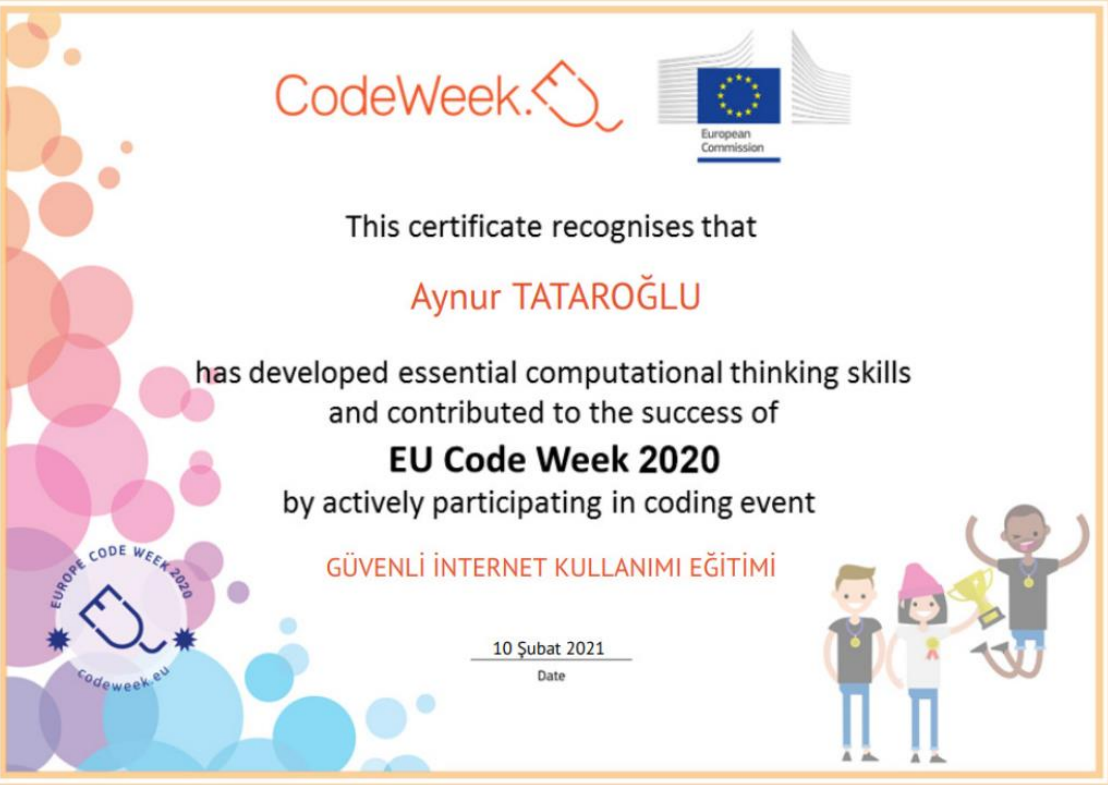 CodeWeek.EU
European
Commission
This certificate recognises that
Aynur TATAROĞLU
has developed essential computational thinking skills
and contributed to the success of
EU Code Week 2020
by actively participating in coding event
GÜVENLİ İNTERNET KULLANIMI EĞİTİMİ
EUROPE CODE WEEK 2020
EU
codeweek.eu
10 Şubat 2021
Date